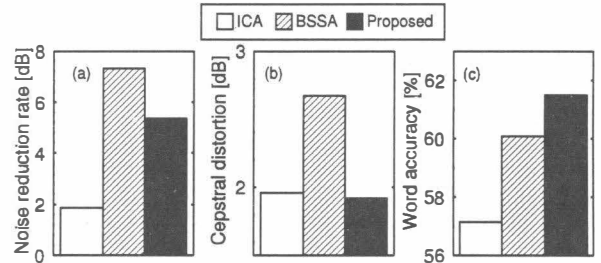 ICA BSSA Proposed
Noise reduction rate [dB]
8
6
4
2
0
(a)
Cepstral distortion [dB]
3
2
(b)
Word accuracy [%]
62
60
58
56
(c)